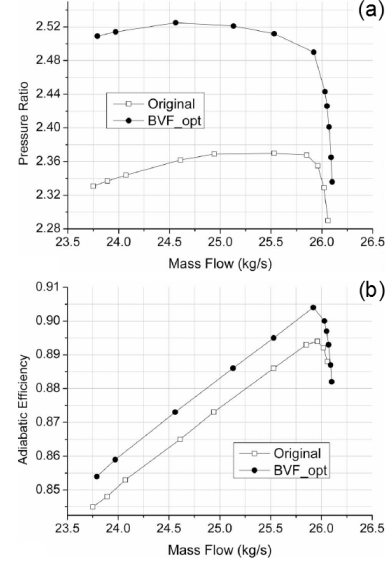 (a)
2.52
2.48
2.44
2.40
2.36
2.32
2.28
Pressure Ratio
Original
BVF_opt
23.5 24.0 24.5 25.0 25.5 26.0 26.5
Mass Flow (kg/s)
(b)
0.91
0.90
0.89
0.88
0.87
0.86
0.85
Adiabatic Efficiency
Original
BVF_opt
23.5 24.0 24.5 25.0 25.5 26.0 26.5
Mass Flow (kg/s)